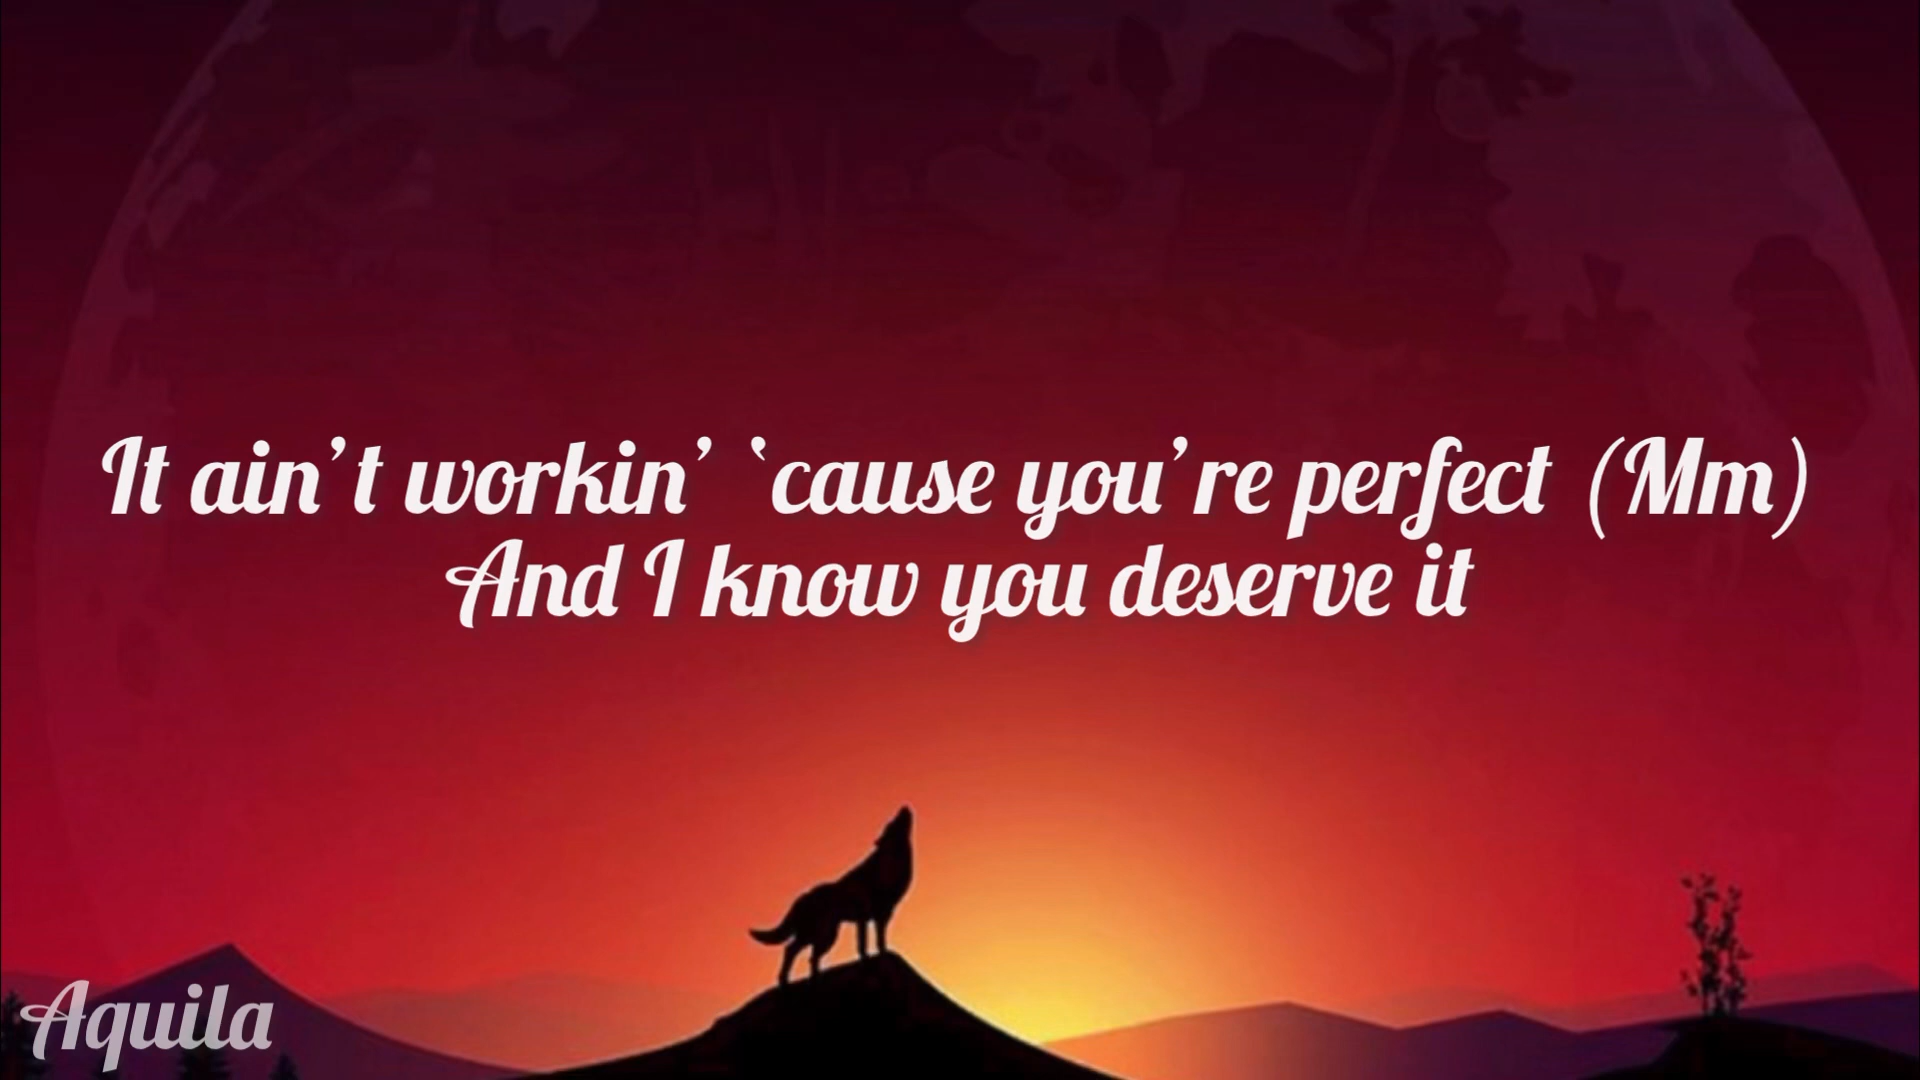 It ain’t workin’ ‘cause you’re perfect (Mm)
And I know you deserve it
Aquila